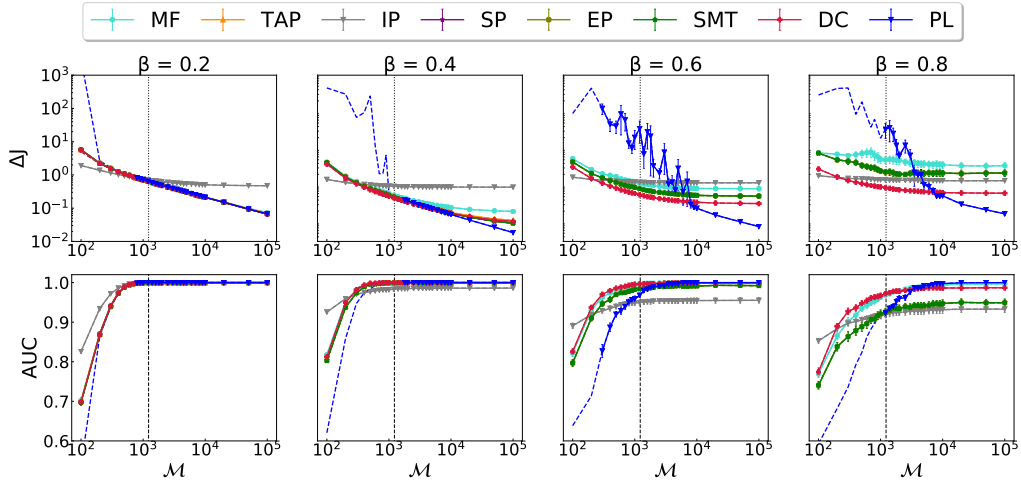 MF TAP IP SP EP SMT DC PL
β = 0.2 β = 0.4 β = 0.6 β = 0.8
10³
10²
10¹
10⁰
10⁻¹
10⁻²
ΔJ
10² 10³ 10⁴ 10⁵ 10² 10³ 10⁴ 10⁵ 10² 10³ 10⁴ 10⁵ 10² 10³ 10⁴ 10⁵
1.0
0.9
0.8
0.7
0.6
AUC
10² 10³ 10⁴ 10⁵ 10² 10³ 10⁴ 10⁵ 10² 10³ 10⁴ 10⁵ 10² 10³ 10⁴ 10⁵
ℳ ℳ ℳ ℳ